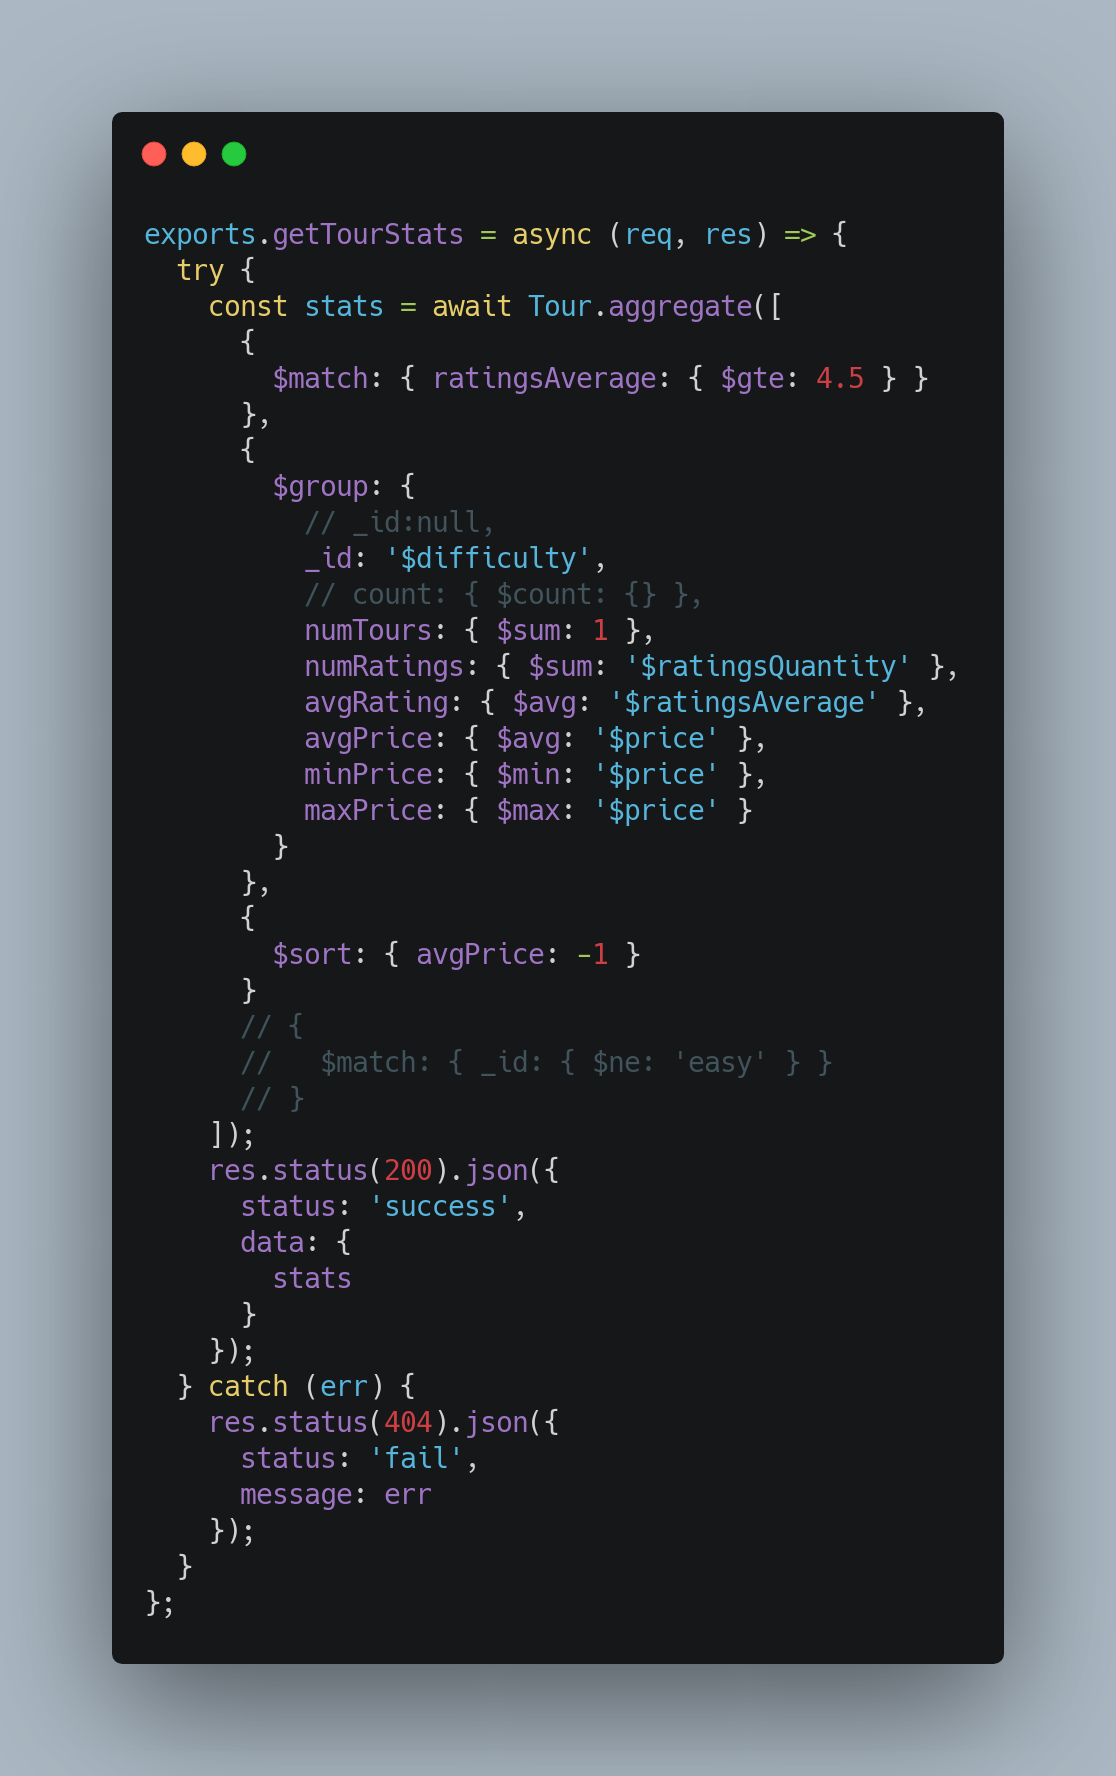 exports.getTourStats = async (req, res) => {
  try {
    const stats = await Tour.aggregate([
      {
        $match: { ratingsAverage: { $gte: 4.5 } }
      },
      {
        $group: {
          // _id:null,
          _id: '$difficulty',
          // count: { $count: {} },
          numTours: { $sum: 1 },
          numRatings: { $sum: '$ratingsQuantity' },
          avgRating: { $avg: '$ratingsAverage' },
          avgPrice: { $avg: '$price' },
          minPrice: { $min: '$price' },
          maxPrice: { $max: '$price' }
        }
      },
      {
        $sort: { avgPrice: -1 }
      }
      // {
      //   $match: { _id: { $ne: 'easy' } }
      // }
    ]);
    res.status(200).json({
      status: 'success',
      data: {
        stats
      }
    });
  } catch (err) {
    res.status(404).json({
      status: 'fail',
      message: err
    });
  }
};